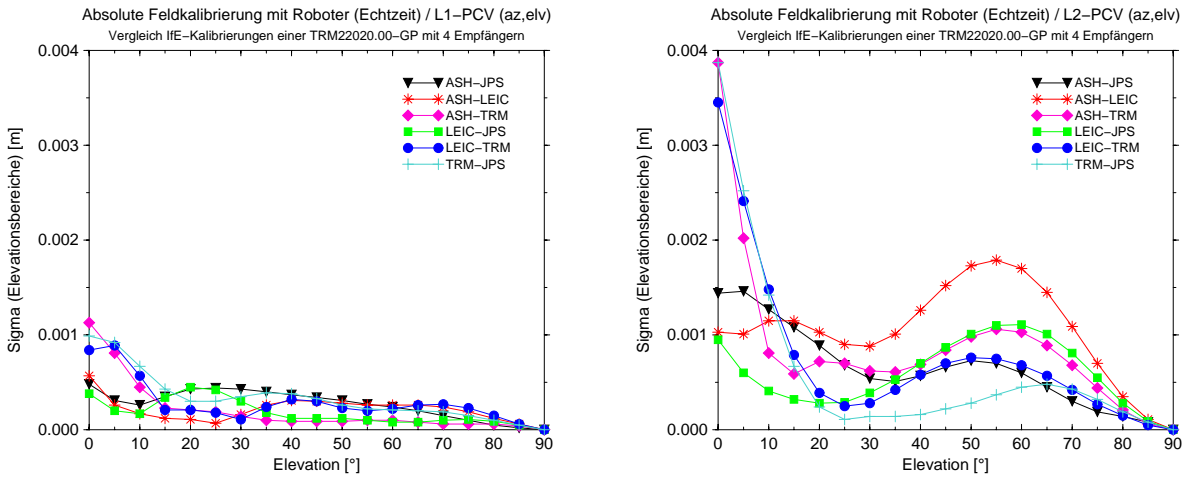 Absolute Feldkalibrierung mit Roboter (Echtzeit) / L1−PCV (az,elv)
Vergleich IfE−Kalibrierungen einer TRM22020.00−GP mit 4 Empfängern
0.004
0.003
0.002
0.001
0.000
Sigma (Elevationsbereiche) [m]
ASH−JPS
ASH−LEIC
ASH−TRM
LEIC−JPS
LEIC−TRM
TRM−JPS
0 10 20 30 40 50 60 70 80 90
Elevation [°]
Absolute Feldkalibrierung mit Roboter (Echtzeit) / L2−PCV (az,elv)
Vergleich IfE−Kalibrierungen einer TRM22020.00−GP mit 4 Empfängern
0.004
0.003
0.002
0.001
0.000
Sigma (Elevationsbereiche) [m]
ASH−JPS
ASH−LEIC
ASH−TRM
LEIC−JPS
LEIC−TRM
TRM−JPS
0 10 20 30 40 50 60 70 80 90
Elevation [°]